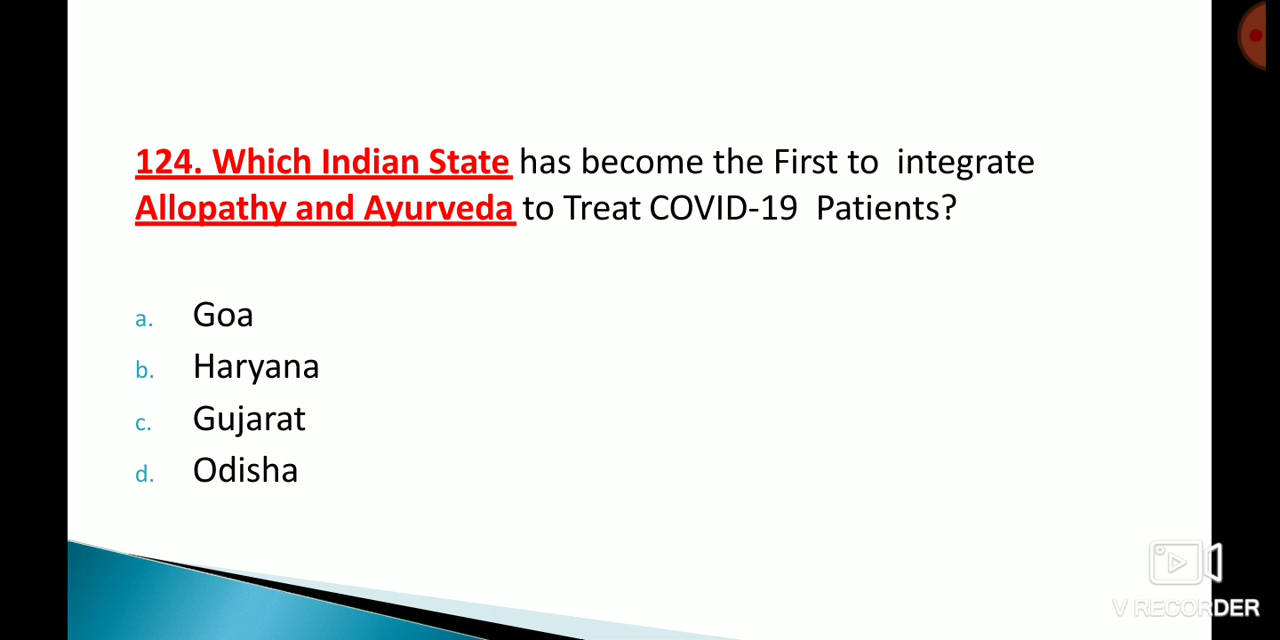 124. Which Indian State has become the First to integrate
Allopathy and Ayurveda to Treat COVID-19 Patients?
a. Goa
b. Haryana
c. Gujarat
d. Odisha
V RECORDER